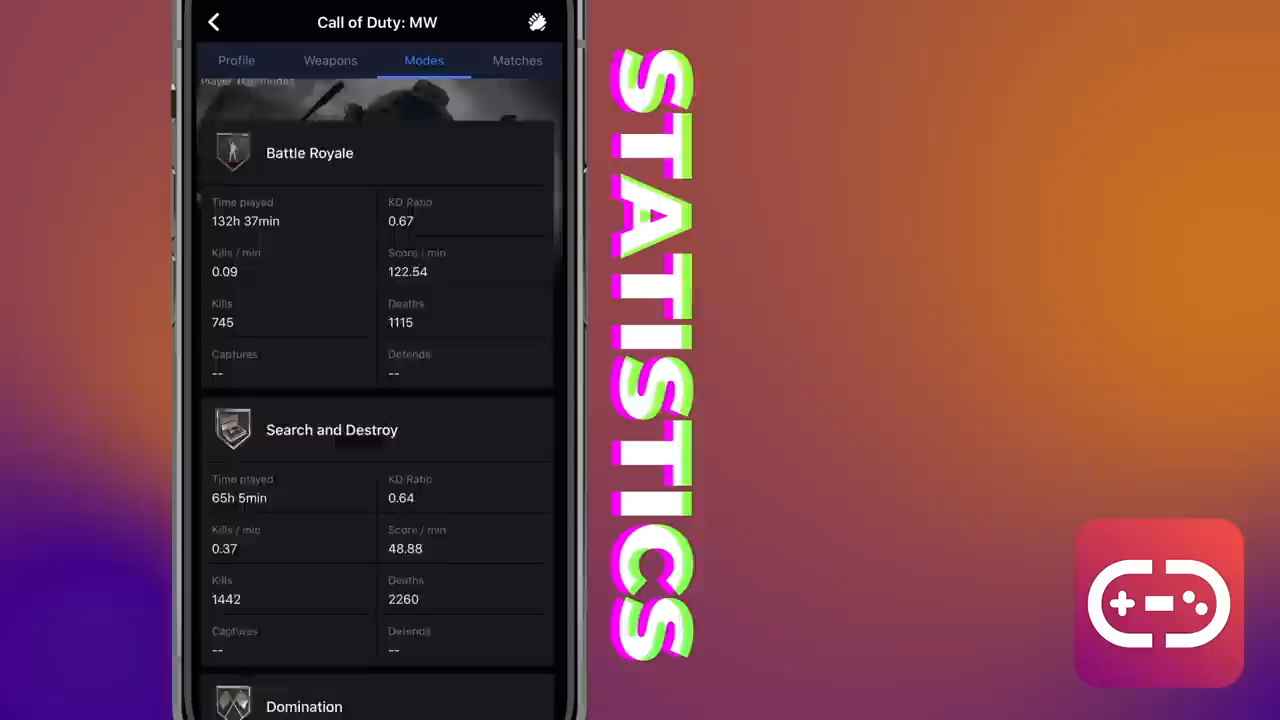 Call of Duty: MW
Profile Weapons Modes Matches
Battle Royale
Time played KD Ratio
132h 37min 0.67
Kills / min Score / min
0.09 122.54
Kills Deaths
745 1115
Captures Defends
-- --
Search and Destroy
Time played KD Ratio
65h 5min 0.64
Kills / min Score / min
0.37 48.88
Kills Deaths
1442 2260
Captures Defends
-- --
Domination
STATISTICS